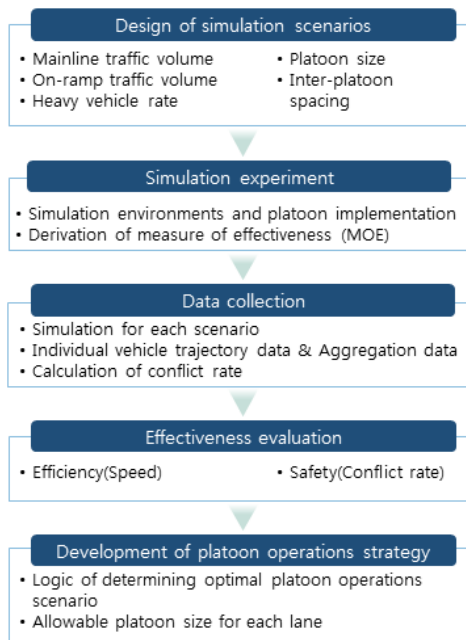 Design of simulation scenarios
• Mainline traffic volume
• On-ramp traffic volume
• Heavy vehicle rate
• Platoon size
• Inter-platoon
spacing
Simulation experiment
• Simulation environments and platoon implementation
• Derivation of measure of effectiveness (MOE)
Data collection
• Simulation for each scenario
• Individual vehicle trajectory data & Aggregation data
• Calculation of conflict rate
Effectiveness evaluation
• Efficiency(Speed)
• Safety(Conflict rate)
Development of platoon operations strategy
• Logic of determining optimal platoon operations
scenario
• Allowable platoon size for each lane